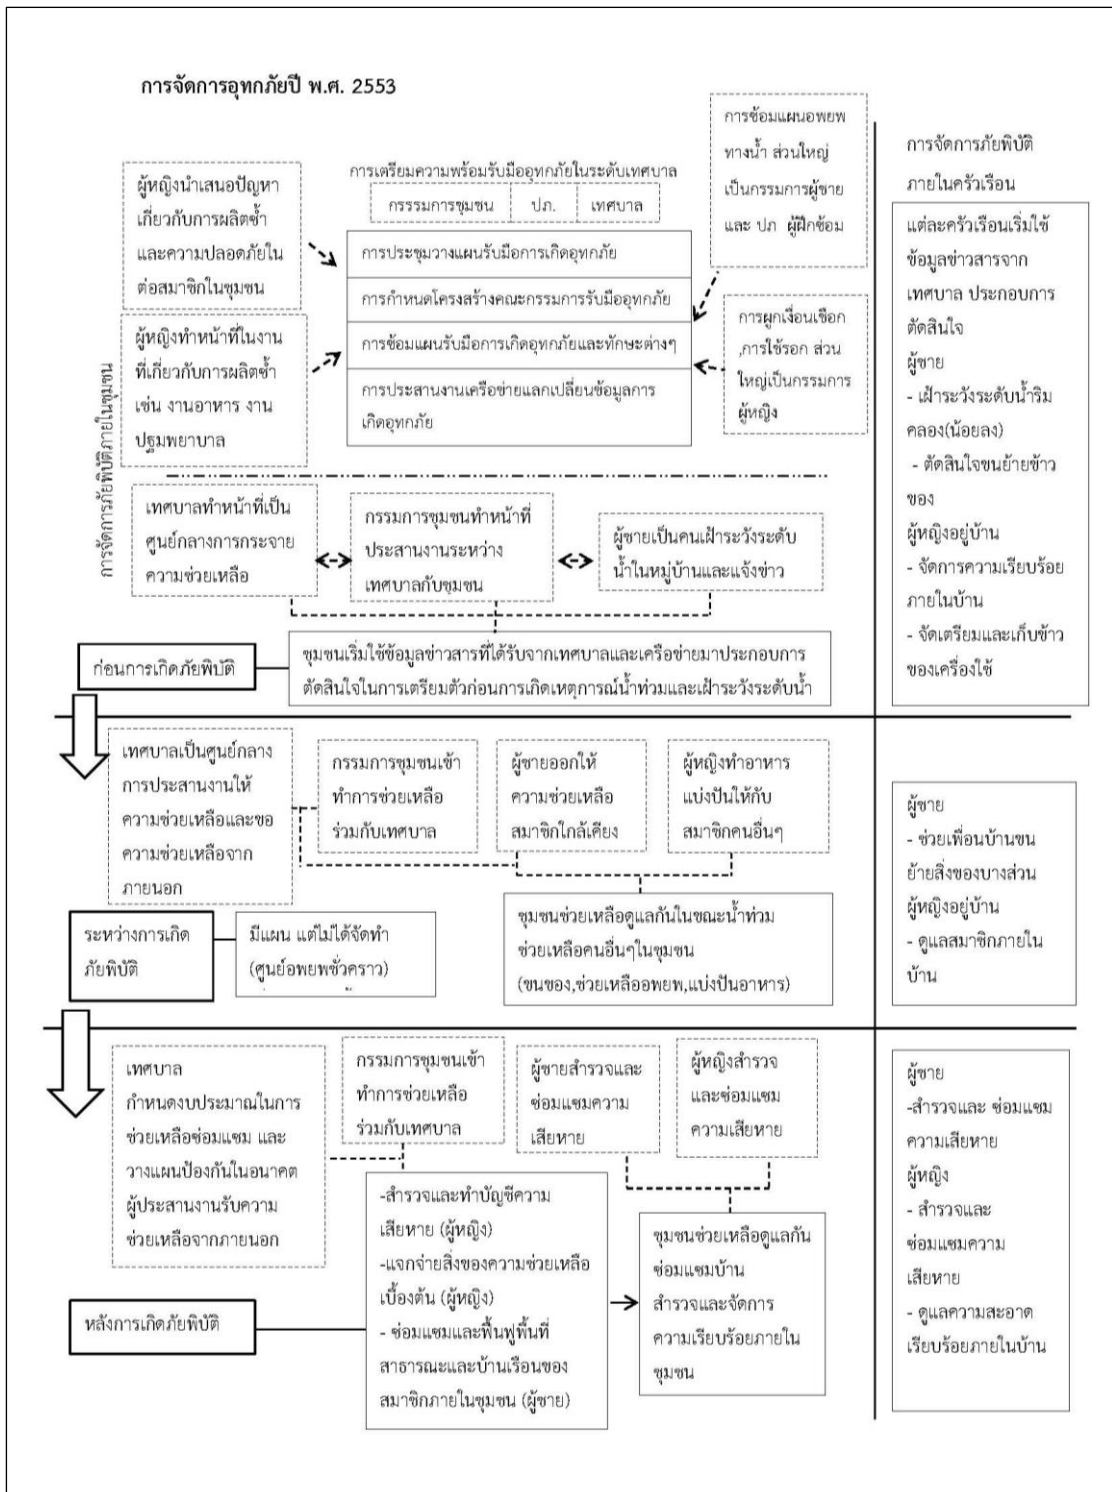 การจัดการอุทกภัยปี พ.ศ. 2553
การจัดการภัยพิบัติภายในชุมชน
ผู้หญิงนำเสนอปัญหา
เกี่ยวกับการผลิตซ้ำ
และความปลอดภัยใน
ต่อสมาชิกในชุมชน
ผู้หญิงทำหน้าที่ในงาน
ที่เกี่ยวกับการผลิตซ้ำ
เช่น งานอาหาร งาน
ปฐมพยาบาล
การเตรียมความพร้อมรับมืออุทกภัยในระดับเทศบาล
กรรรมการชุมชน ปภ. เทศบาล
การประชุมวางแผนรับมือการเกิดอุทกภัย
การกำหนดโครงสร้างคณะกรรมการรับมืออุทกภัย
การซ้อมแผนรับมือการเกิดอุทกภัยและทักษะต่างๆ
การประสานงานเครือข่ายแลกเปลี่ยนข้อมูลการ
เกิดอุทกภัย
การซ้อมแผนอพยพ
ทางน้ำ ส่วนใหญ่
เป็นกรรมการผู้ชาย
และ ปภ ผู้ฝึกซ้อม
การผูกเงื่อนเชือก
,การใช้รอก ส่วน
ใหญ่เป็นกรรมการ
ผู้หญิง
เทศบาลทำหน้าที่เป็น
ศูนย์กลางการกระจาย
ความช่วยเหลือ
กรรมการชุมชนทำหน้าที่
ประสานงานระหว่าง
เทศบาลกับชุมชน
ผู้ชายเป็นคนเฝ้าระวังระดับ
น้ำในหมู่บ้านและแจ้งข่าว
ก่อนการเกิดภัยพิบัติ
ชุมชนเริ่มใช้ข้อมูลข่าวสารที่ได้รับจากเทศบาลและเครือข่ายมาประกอบการ
ตัดสินใจในการเตรียมตัวก่อนการเกิดเหตุการณ์น้ำท่วมและเฝ้าระวังระดับน้ำ
การจัดการภัยพิบัติ
ภายในครัวเรือน
แต่ละครัวเรือนเริ่มใช้
ข้อมูลข่าวสารจาก
เทศบาล ประกอบการ
ตัดสินใจ
ผู้ชาย
- เฝ้าระวังระดับน้ำริม
คลอง(น้อยลง)
- ตัดสินใจขนย้ายข้าว
ของ
ผู้หญิงอยู่บ้าน
- จัดการความเรียบร้อย
ภายในบ้าน
- จัดเตรียมและเก็บข้าว
ของเครื่องใช้
เทศบาลเป็นศูนย์กลาง
การประสานงานให้
ความช่วยเหลือและขอ
ความช่วยเหลือจาก
ภายนอก
กรรมการชุมชนเข้า
ทำการช่วยเหลือ
ร่วมกับเทศบาล
ผู้ชายออกให้
ความช่วยเหลือ
สมาชิกใกล้เคียง
ผู้หญิงทำอาหาร
แบ่งปันให้กับ
สมาชิกคนอื่นๆ
ระหว่างการเกิด
ภัยพิบัติ
มีแผน แต่ไม่ได้จัดทำ
(ศูนย์อพยพชั่วคราว)
ชุมชนช่วยเหลือดูแลกันในขณะน้ำท่วม
ช่วยเหลือคนอื่นๆในชุมชน
(ขนของ,ช่วยเหลืออพยพ,แบ่งปันอาหาร)
ผู้ชาย
- ช่วยเพื่อนบ้านขน
ย้ายสิ่งของบางส่วน
ผู้หญิงอยู่บ้าน
- ดูแลสมาชิกภายใน
บ้าน
เทศบาล
กำหนดงบประมาณในการ
ช่วยเหลือซ่อมแซม และ
วางแผนป้องกันในอนาคต
ผู้ประสานงานรับความ
ช่วยเหลือจากภายนอก
กรรมการชุมชนเข้า
ทำการช่วยเหลือ
ร่วมกับเทศบาล
ผู้ชายสำรวจและ
ซ่อมแซมความ
เสียหาย
ผู้หญิงสำรวจ
และซ่อมแซม
ความเสียหาย
หลังการเกิดภัยพิบัติ
-สำรวจและทำบัญชีความ
เสียหาย (ผู้หญิง)
-แจกจ่ายสิ่งของความช่วยเหลือ
เบื้องต้น (ผู้หญิง)
- ซ่อมแซมและฟื้นฟูพื้นที่
สาธารณะและบ้านเรือนของ
สมาชิกภายในชุมชน (ผู้ชาย)
ชุมชนช่วยเหลือดูแลกัน
ซ่อมแซมบ้าน
สำรวจและจัดการ
ความเรียบร้อยภายใน
ชุมชน
ผู้ชาย
-สำรวจและ ซ่อมแซม
ความเสียหาย
ผู้หญิง
- สำรวจและ
ซ่อมแซมความ
เสียหาย
- ดูแลความสะอาด
เรียบร้อยภายในบ้าน